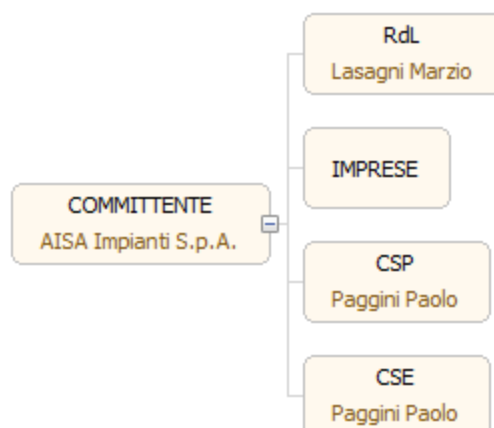 RdL
Lasagni Marzio
IMPRESE
COMMITTENTE
AISA Impianti S.p.A.
CSP
Paggini Paolo
CSE
Paggini Paolo